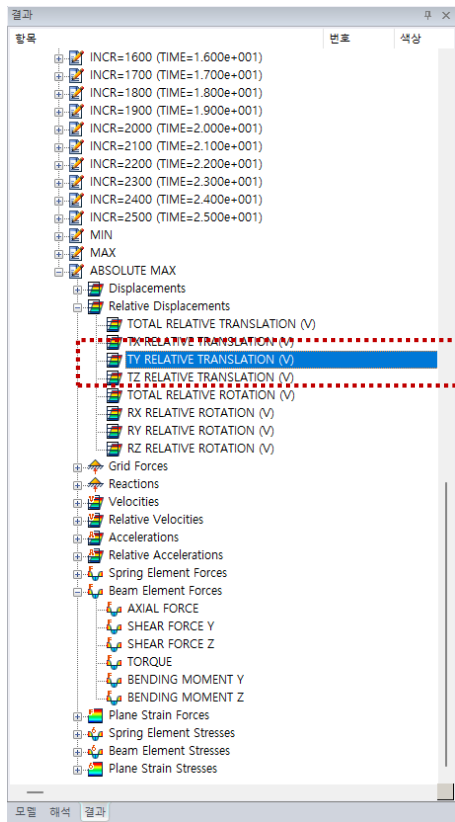 결과
항목 번호 색상
INCR=1600 (TIME=1.600e+001)
INCR=1700 (TIME=1.700e+001)
INCR=1800 (TIME=1.800e+001)
INCR=1900 (TIME=1.900e+001)
INCR=2000 (TIME=2.000e+001)
INCR=2100 (TIME=2.100e+001)
INCR=2200 (TIME=2.200e+001)
INCR=2300 (TIME=2.300e+001)
INCR=2400 (TIME=2.400e+001)
INCR=2500 (TIME=2.500e+001)
MIN
MAX
ABSOLUTE MAX
Displacements
Relative Displacements
TOTAL RELATIVE TRANSLATION (V)
TX RELATIVE TRANSLATION (V)
TY RELATIVE TRANSLATION (V)
TZ RELATIVE TRANSLATION (V)
TOTAL RELATIVE ROTATION (V)
RX RELATIVE ROTATION (V)
RY RELATIVE ROTATION (V)
RZ RELATIVE ROTATION (V)
Grid Forces
Reactions
Velocities
Relative Velocities
Accelerations
Relative Accelerations
Spring Element Forces
Beam Element Forces
AXIAL FORCE
SHEAR FORCE Y
SHEAR FORCE Z
TORQUE
BENDING MOMENT Y
BENDING MOMENT Z
Plane Strain Forces
Spring Element Stresses
Beam Element Stresses
Plane Strain Stresses
모델 해석 결과